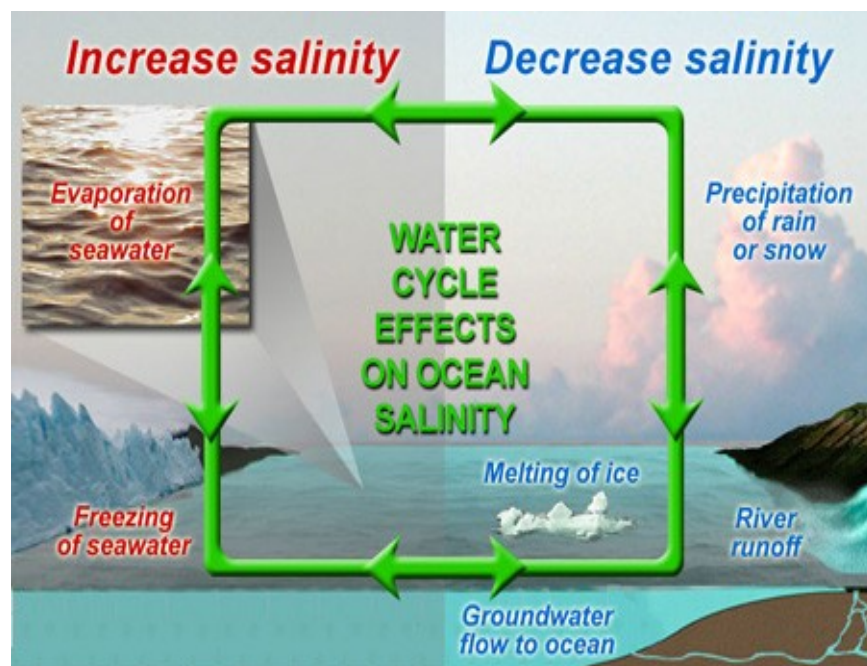 Increase salinity
Decrease salinity
Evaporation
of
seawater
Precipitation
of rain
or snow
WATER
CYCLE
EFFECTS
ON OCEAN
SALINITY
Freezing
of seawater
Melting of ice
River
runoff
Groundwater
flow to ocean